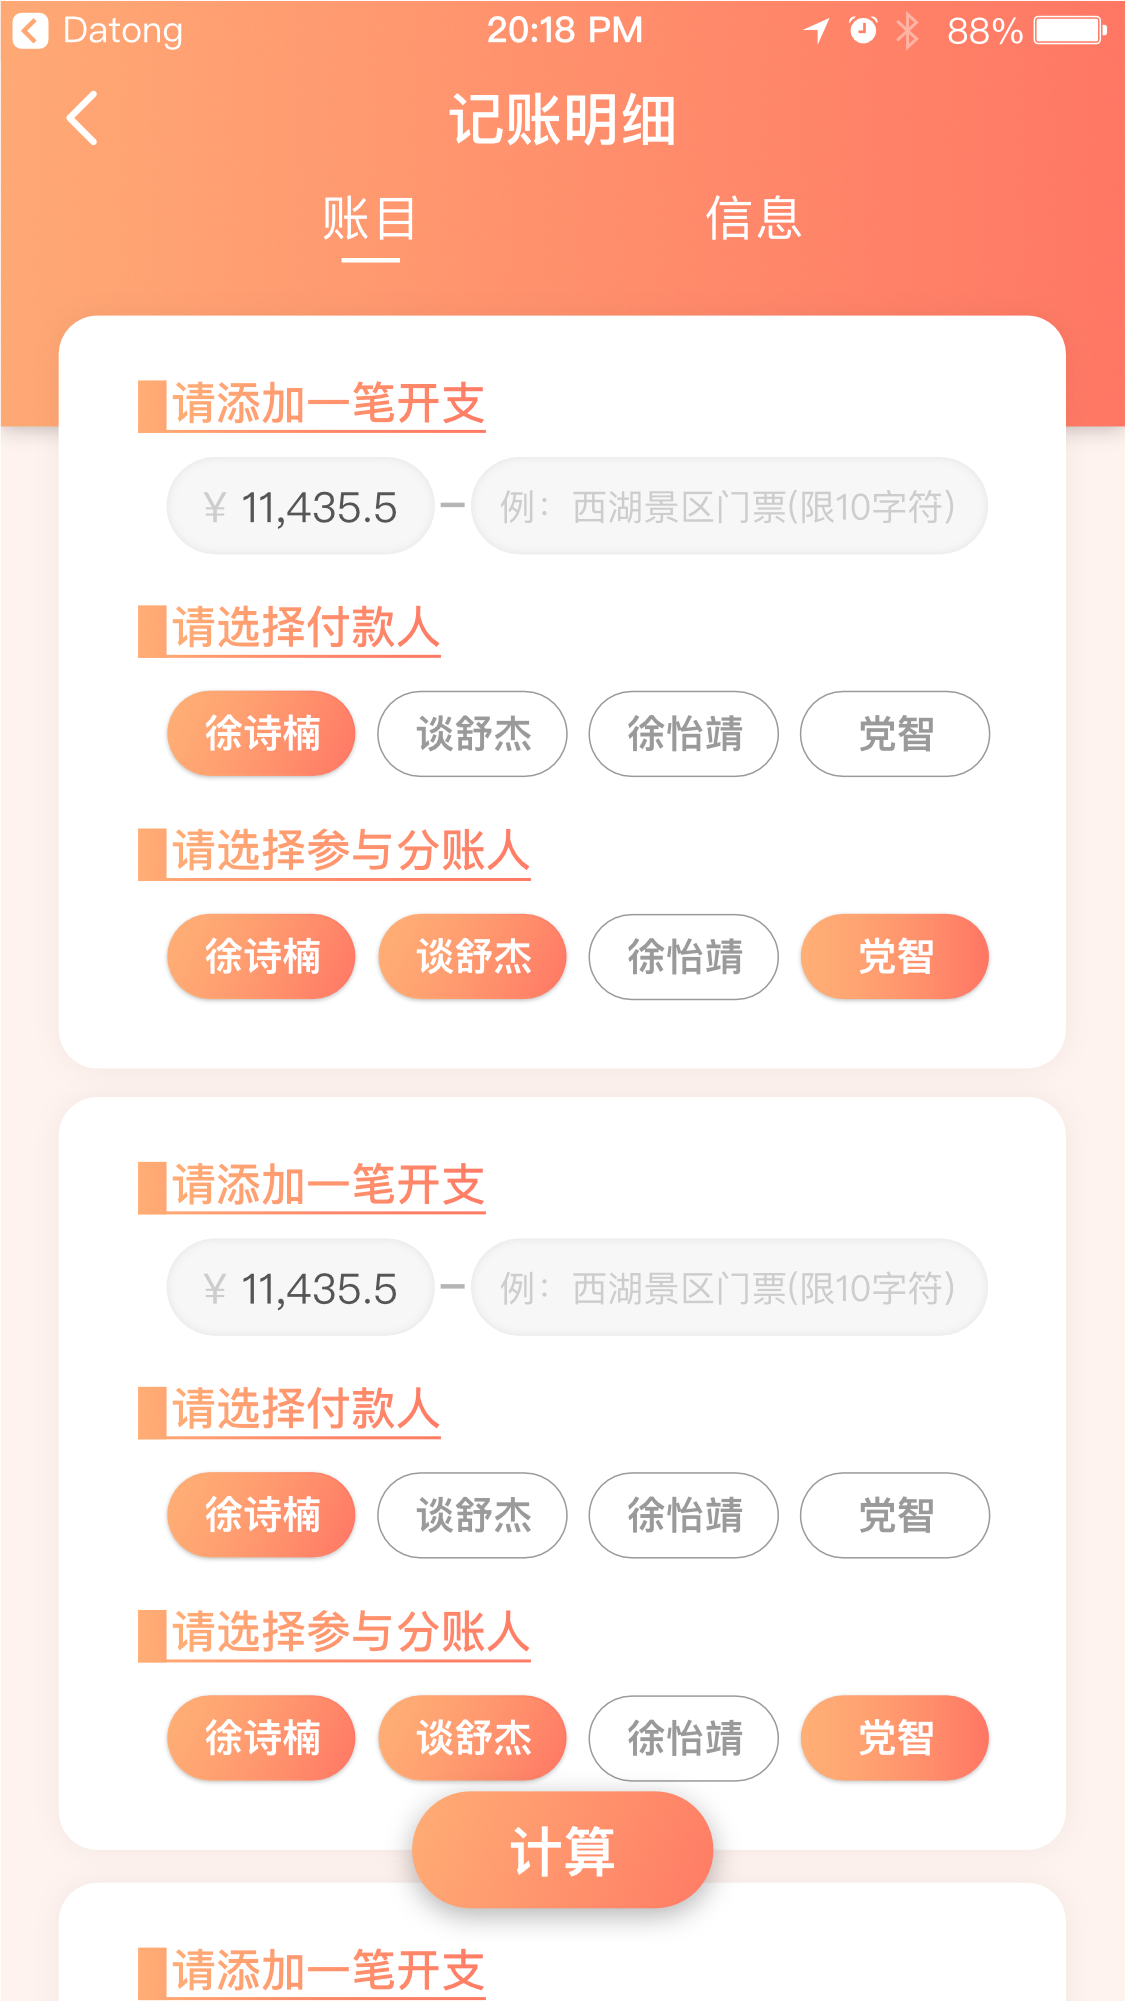 Datong 20:18 PM 88%
记账明细
账目 信息
请添加一笔开支
¥ 11,435.5 - 例：西湖景区门票(限10字符)
请选择付款人
徐诗楠 谈舒杰 徐怡靖 党智
请选择参与分账人
徐诗楠 谈舒杰 徐怡靖 党智
请添加一笔开支
¥ 11,435.5 - 例：西湖景区门票(限10字符)
请选择付款人
徐诗楠 谈舒杰 徐怡靖 党智
请选择参与分账人
徐诗楠 谈舒杰 徐怡靖 党智
计算
请添加一笔开支